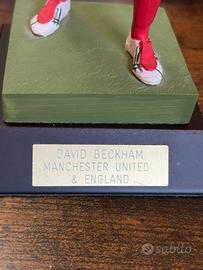 DAVID BECKHAM
MANCHESTER UNITED
& ENGLAND
subito